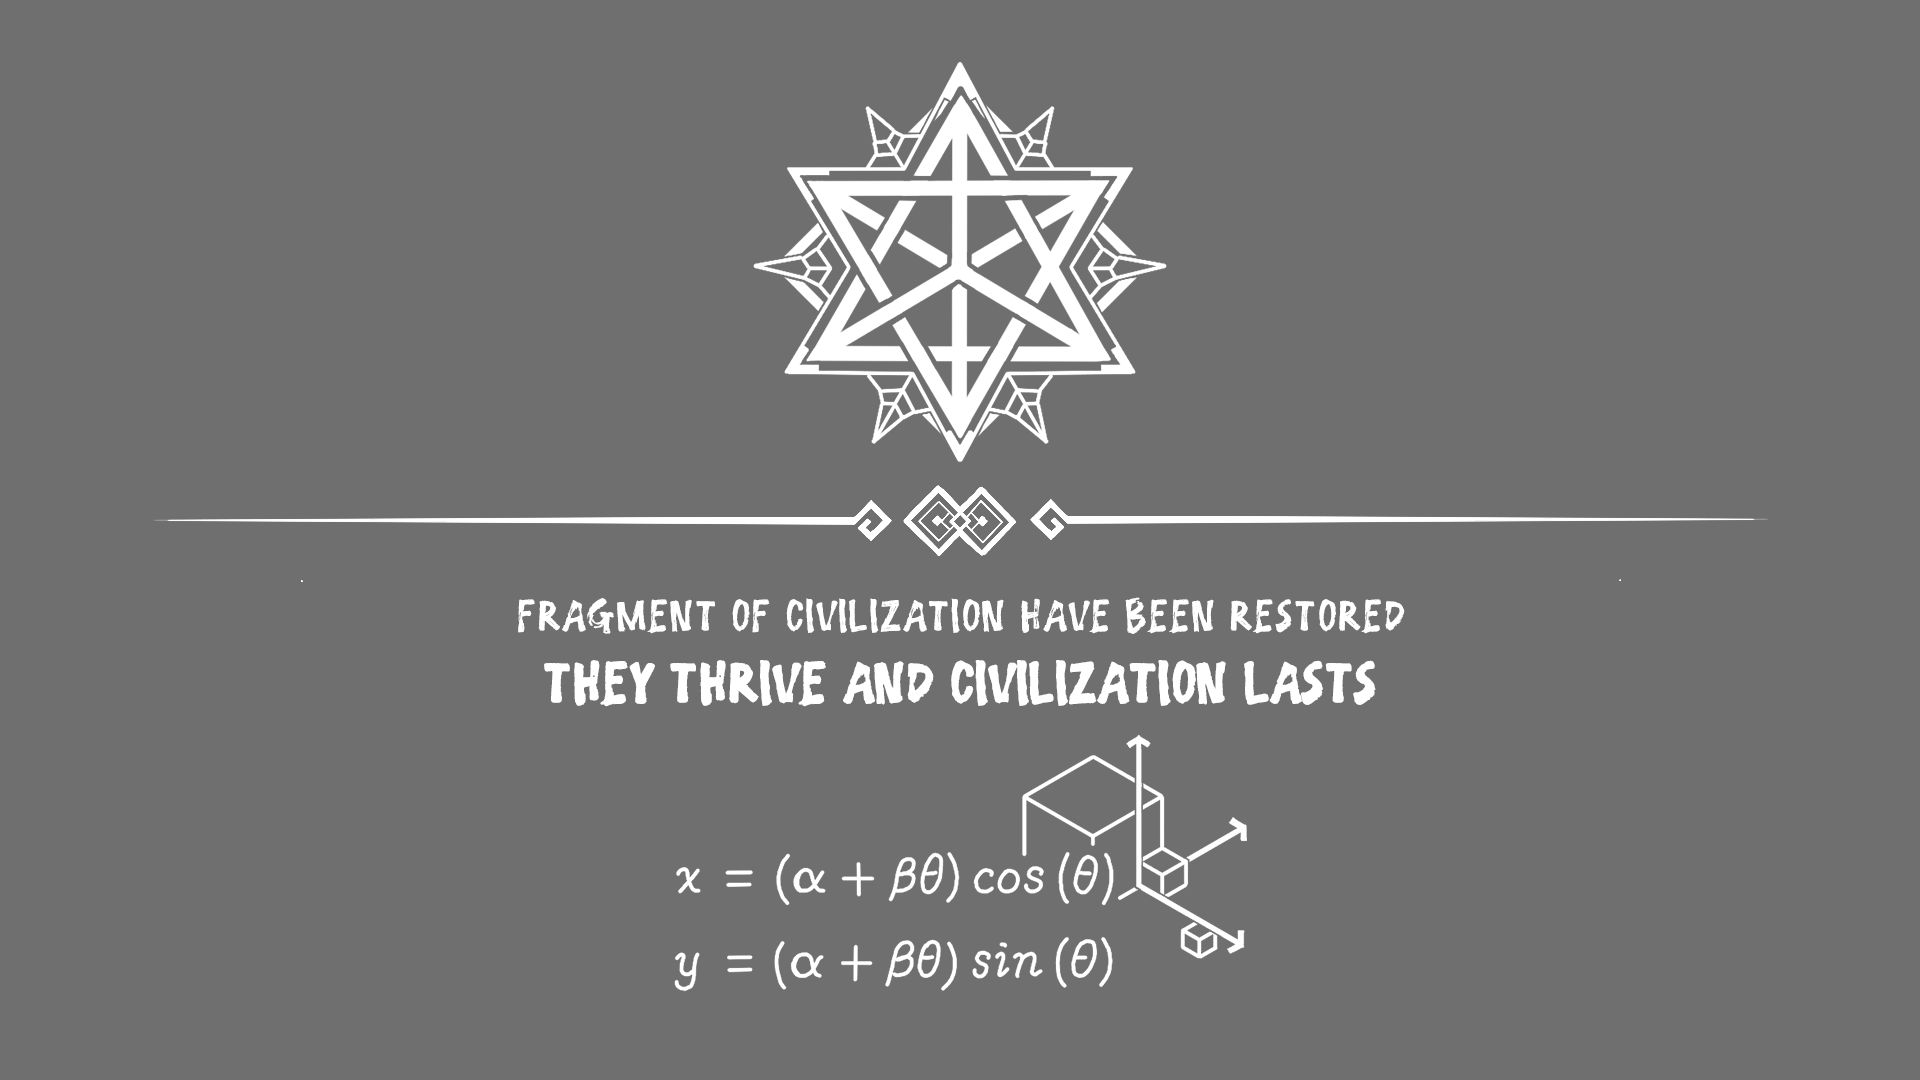 FRAGMENT OF CIVILIZATION HAVE BEEN RESTORED
THEY THRIVE AND CIVILIZATION LASTS
x = (α + βθ) cos (θ)
y = (α + βθ) sin (θ)